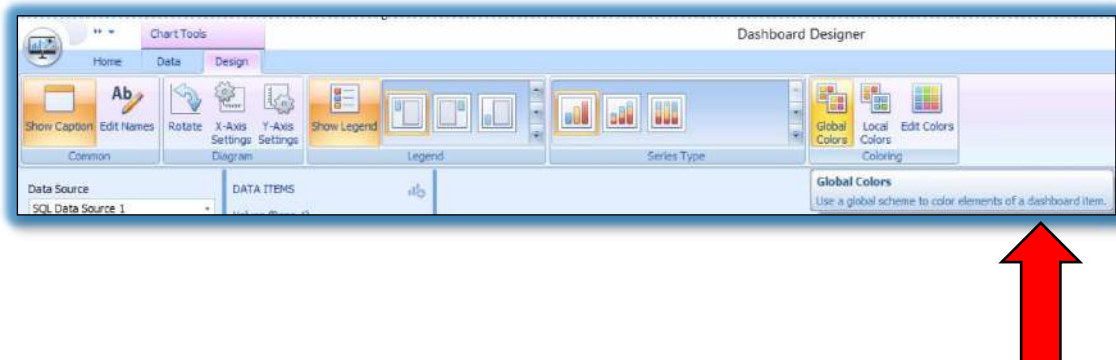 Chart Tools
Dashboard Designer
Home Data Design
Show Caption Edit Names Rotate X-Axis Settings Y-Axis Settings Show Legend Global Colors Local Colors Edit Colors
Common Diagram Legend Series Type Coloring
Data Source DATA ITEMS
SQL Data Source 1
Global Colors
Use a global scheme to color elements of a dashboard item.